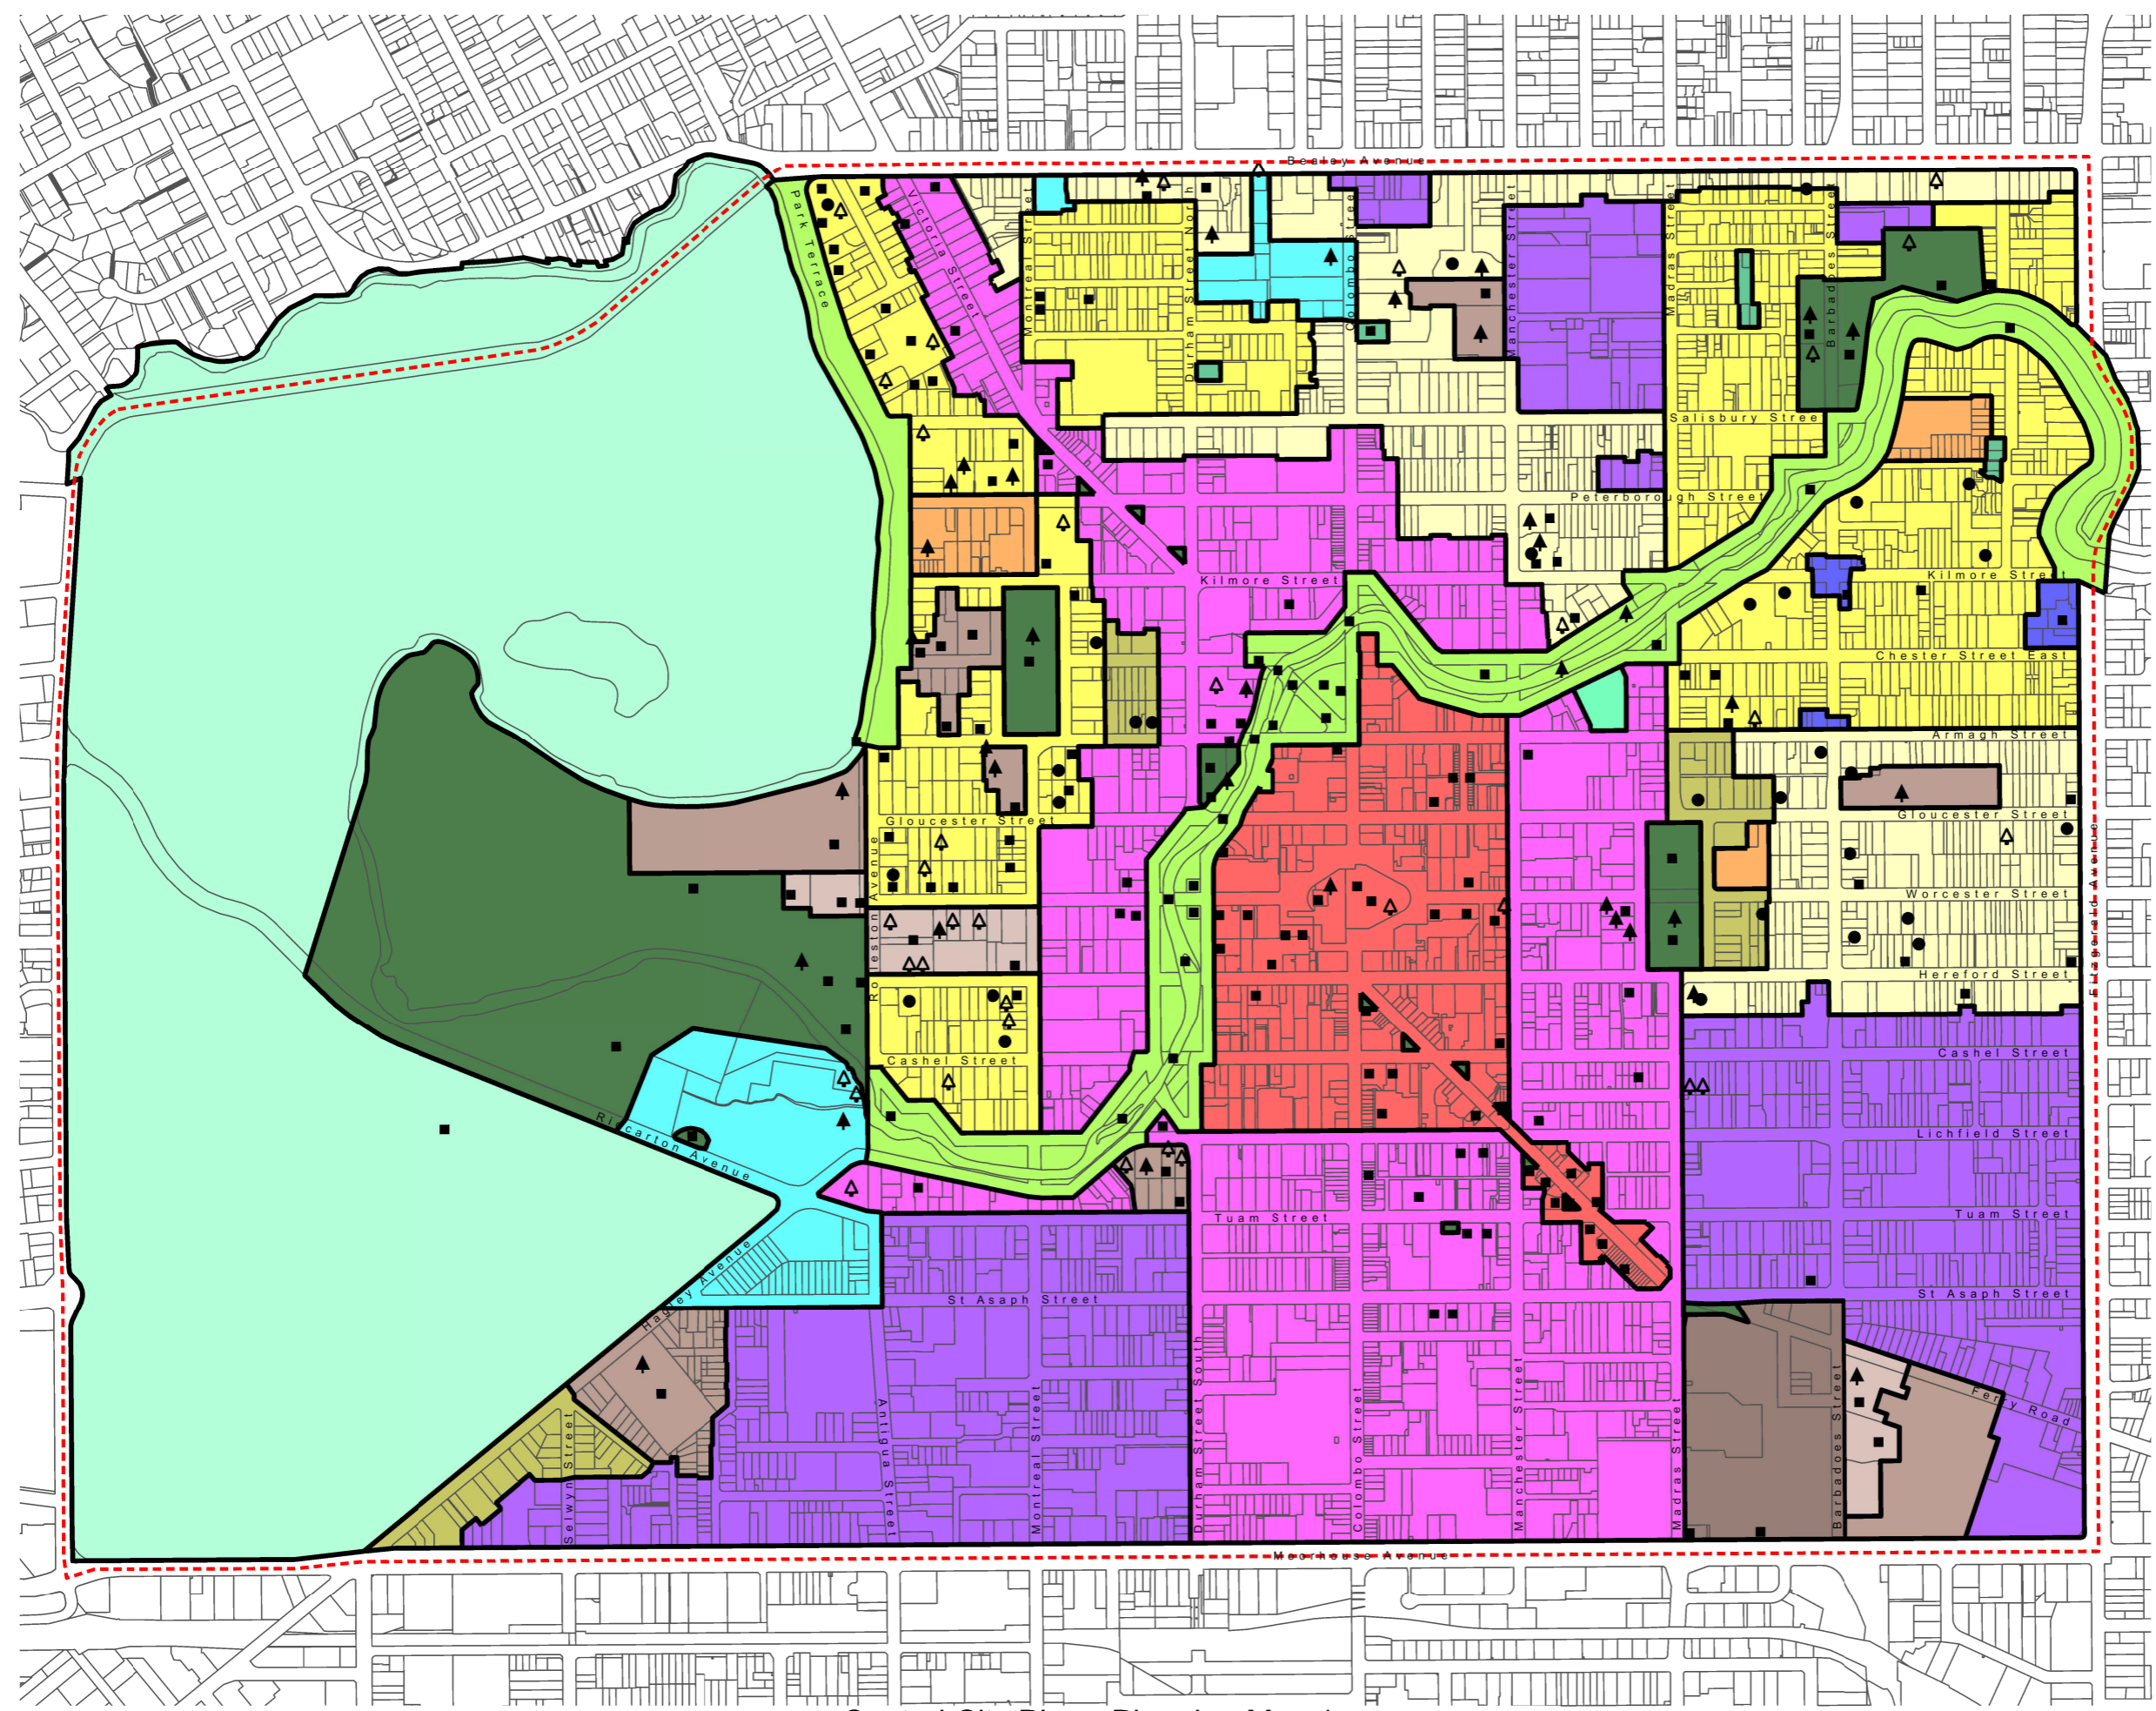 Bealey Avenue
Park Terrace
Victoria Street
Montreal Street
Durham Street North
Colombo Street
Manchester Street
Madras Street
Barbadoes Street
Salisbury Street
Peterborough Street
Kilmore Street
Kilmore Street
Chester Street East
Armagh Street
Gloucester Street
Gloucester Street
Worcester Street
Rolleston Avenue
Hereford Street
Fitzgerald Avenue
Cashel Street
Cashel Street
Riccarton Avenue
Lichfield Street
Tuam Street
Tuam Street
Hagley Avenue
St Asaph Street
St Asaph Street
Selwyn Street
Antigua Street
Montreal Street
Durham Street South
Colombo Street
Manchester Street
Madras Street
Barbadoes Street
Ferry Road
Moorhouse Avenue